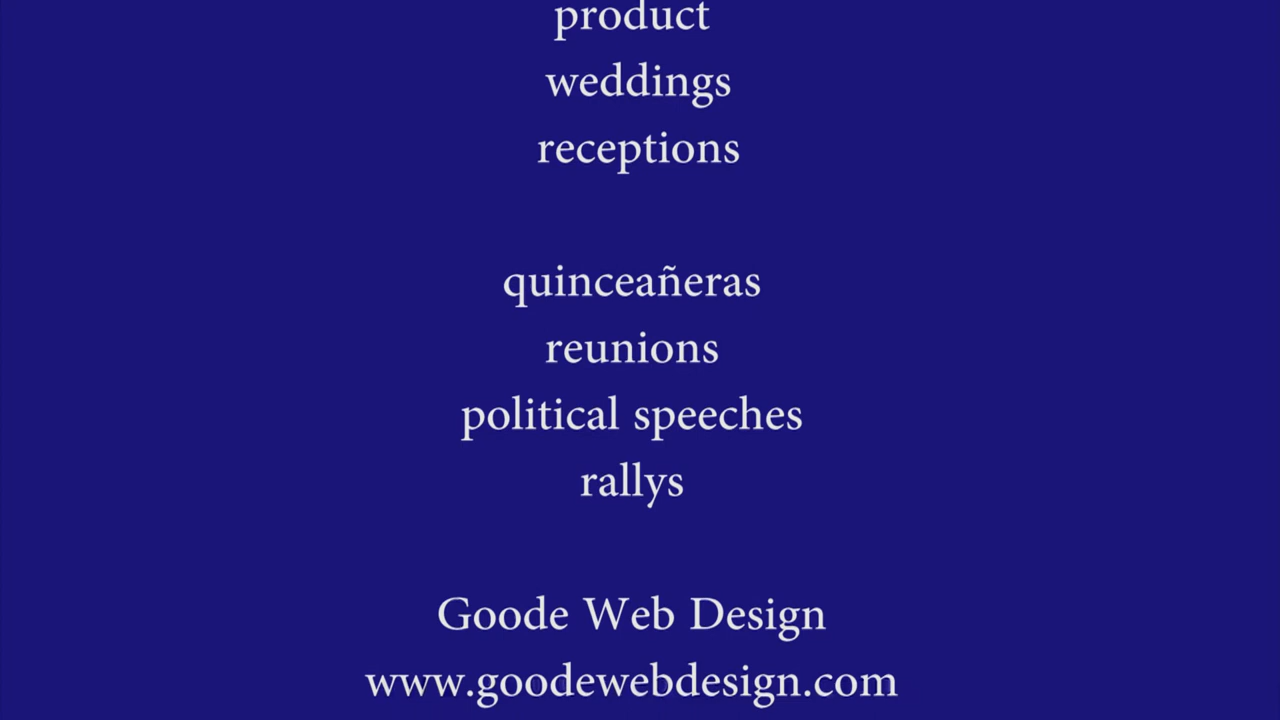 product
weddings
receptions
quinceañeras
reunions
political speeches
rallys
Goode Web Design
www.goodewebdesign.com